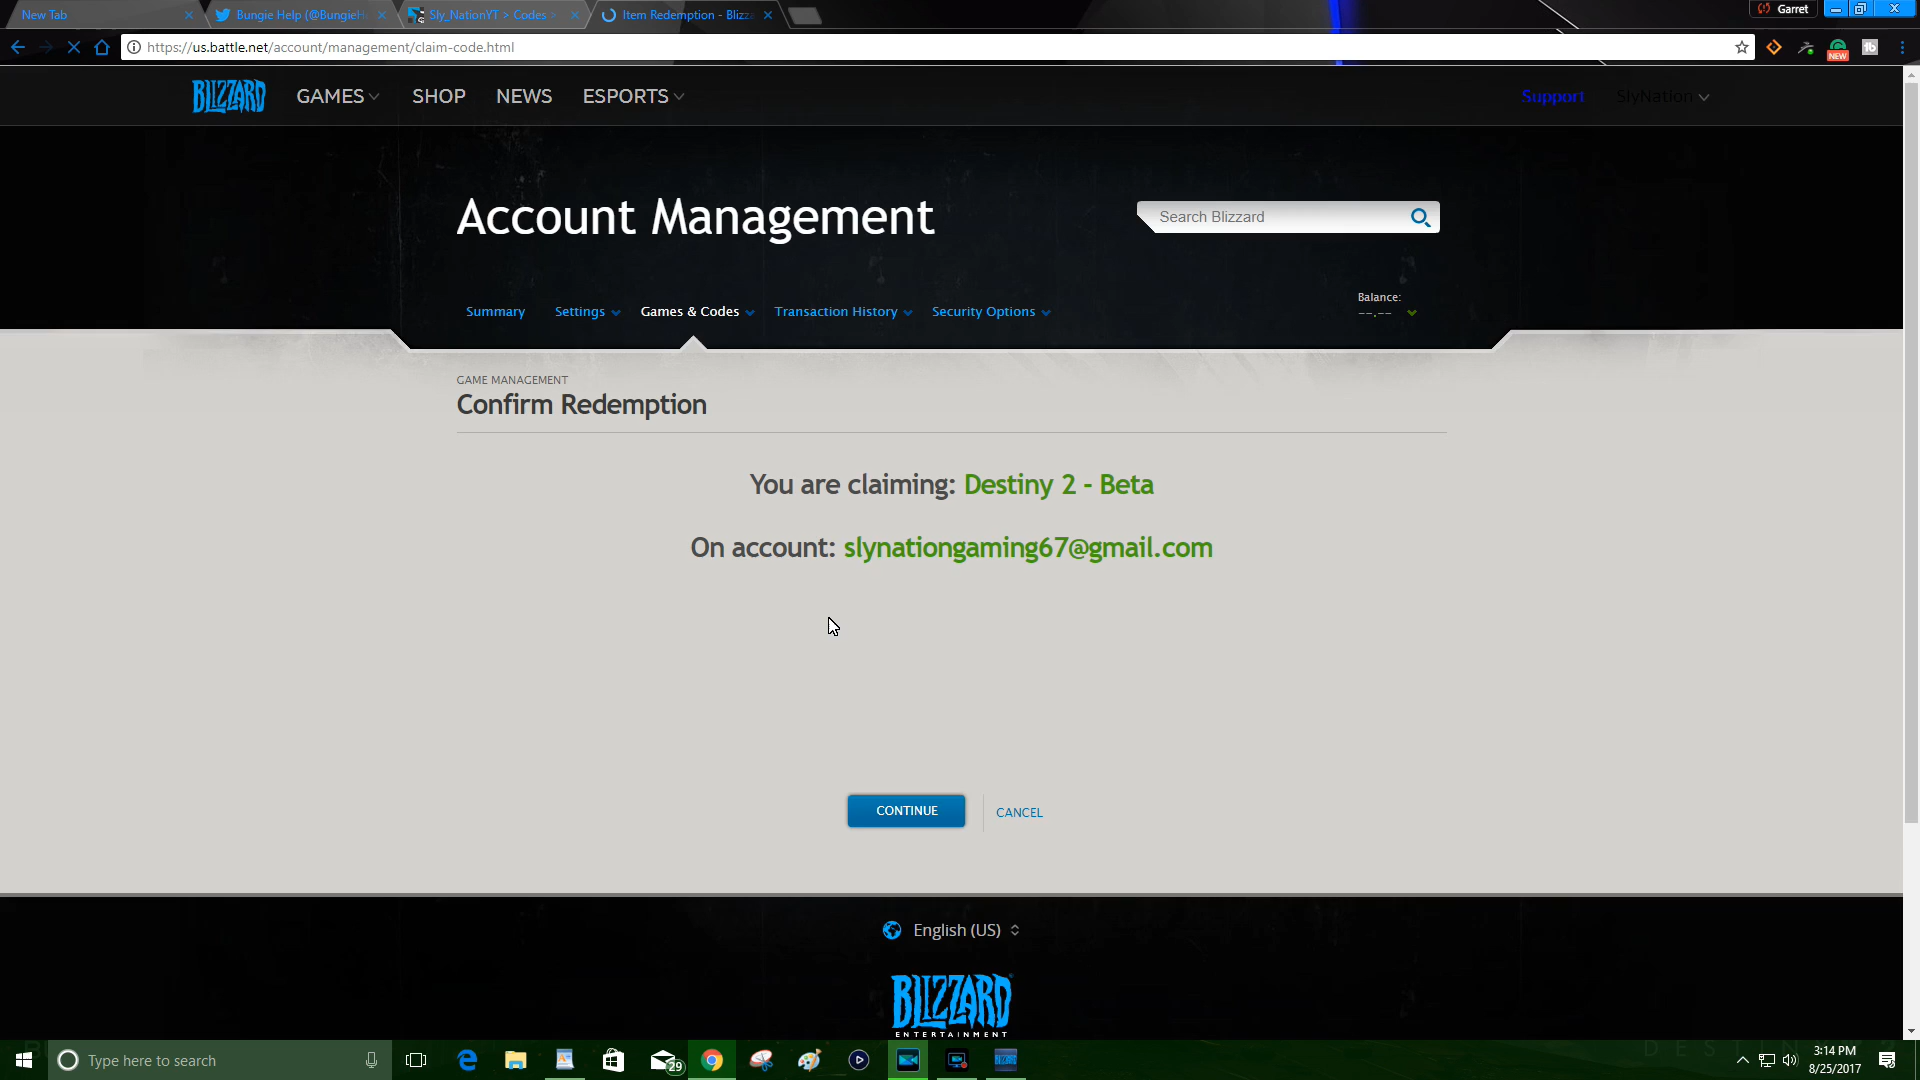 New Tab
Bungie Help (@BungieH
Sly_NationYT > Codes >
Item Redemption - Blizza
Garret
https://us.battle.net/account/management/claim-code.html
NEW
BLIZZARD
GAMES
SHOP
NEWS
ESPORTS
Support
SlyNation
Account Management
Search Blizzard
Summary
Settings
Games & Codes
Transaction History
Security Options
Balance:
--.--
GAME MANAGEMENT
Confirm Redemption
You are claiming: Destiny 2 - Beta
On account: slynationgaming67@gmail.com
CONTINUE
CANCEL
English (US)
BLIZZARD
ENTERTAINMENT
Type here to search
29
3:14 PM
8/25/2017